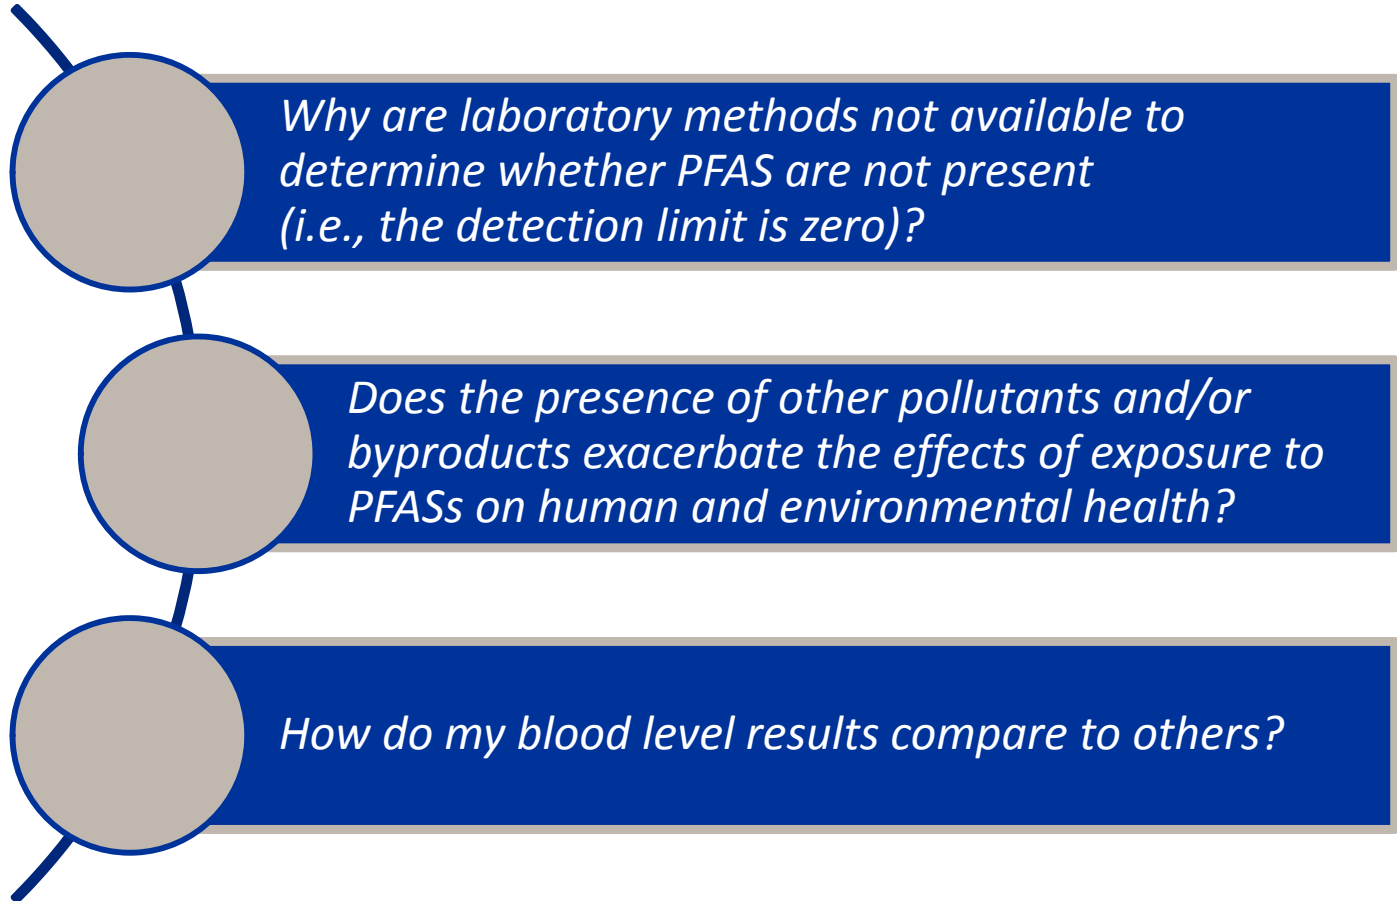 Why are laboratory methods not available to
determine whether PFAS are not present
(i.e., the detection limit is zero)?
Does the presence of other pollutants and/or
byproducts exacerbate the effects of exposure to
PFASs on human and environmental health?
How do my blood level results compare to others?